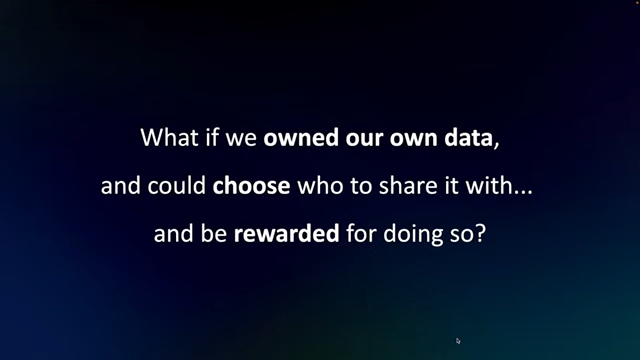 What if we owned our own data,
and could choose who to share it with...
and be rewarded for doing so?